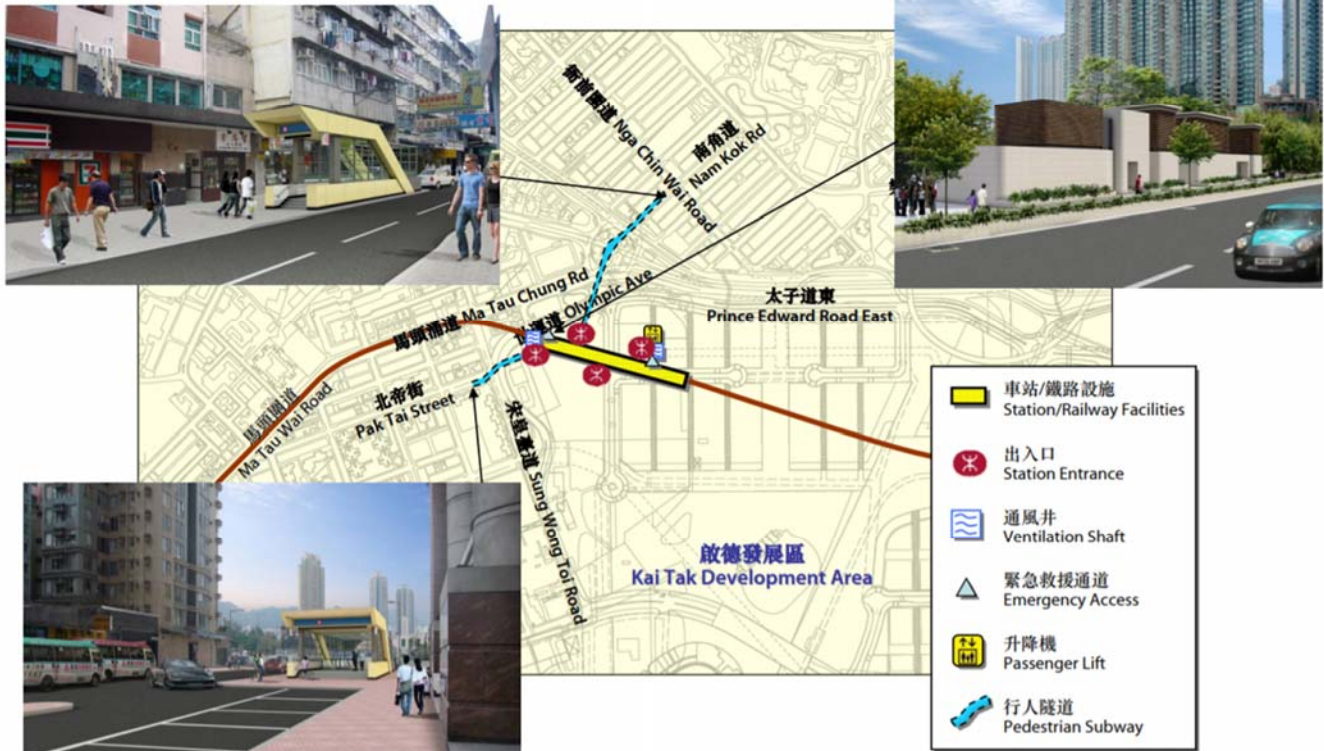 衙前圍道 Nga Chin Wai Road
南角道
Nam Kok Rd
馬頭涌道 Ma Tau Chung Rd
世運道 Olympic Ave
太子道東
Prince Edward Road East
馬頭圍道
Ma Tau Wai Road
北帝街
Pak Tai Street
宋皇臺道 Sung Wong Toi Road
啟德發展區
Kai Tak Development Area
車站/鐵路設施
Station/Railway Facilities
出入口
Station Entrance
通風井
Ventilation Shaft
緊急救援通道
Emergency Access
升降機
Passenger Lift
行人隧道
Pedestrian Subway